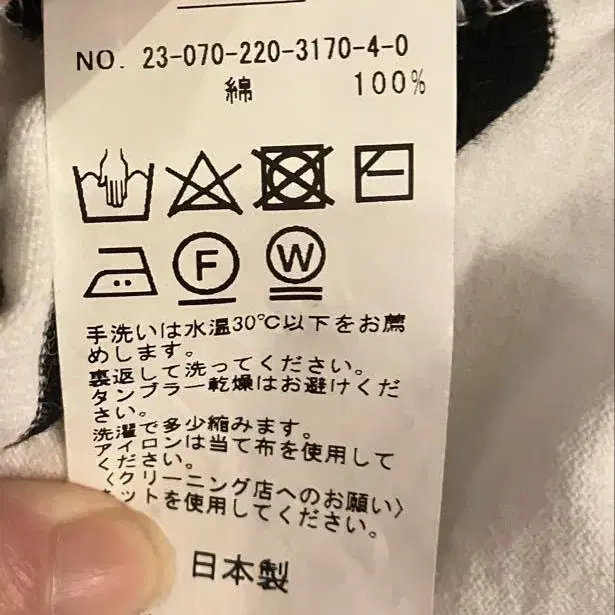 NO. 23-070-220-3170-4-0
綿 100%
F W
手洗いは水温30℃以下をお薦
めします。
裏返して洗ってください。
タンブラー乾燥はお避けくだ
さい。
洗濯で多少縮みます。
アイロンは当て布を使用して
ください。
〈クリーニング店へのお願い〉
ットを使用してください。
日本製